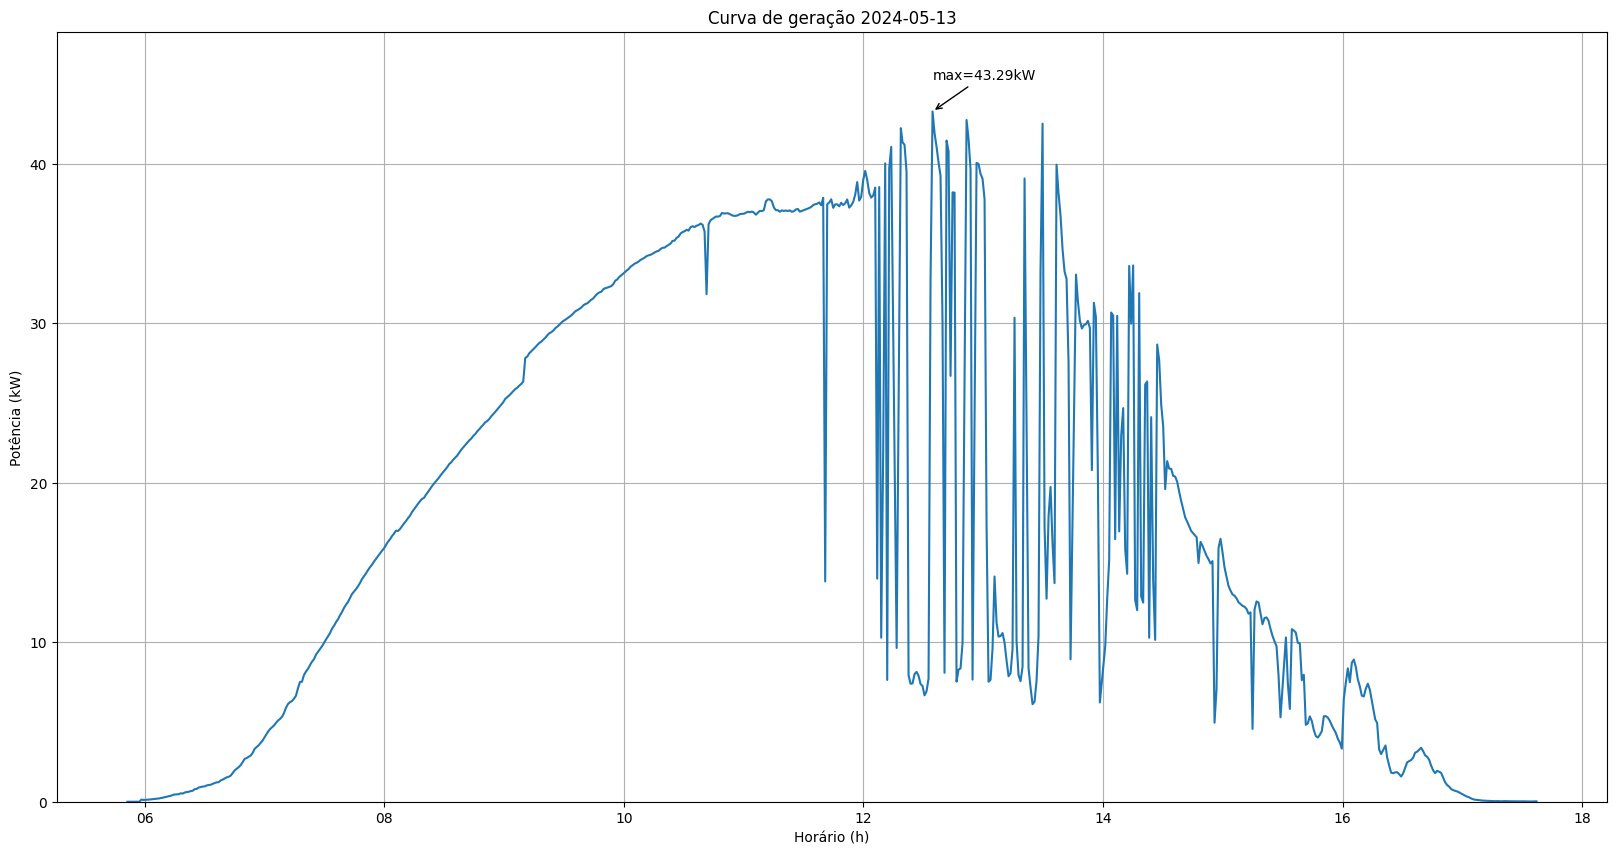 Curva de geração 2024-05-13
max=43.29kW
Potência (kW)
40
30
20
10
0
06 08 10 12 14 16 18
Horário (h)